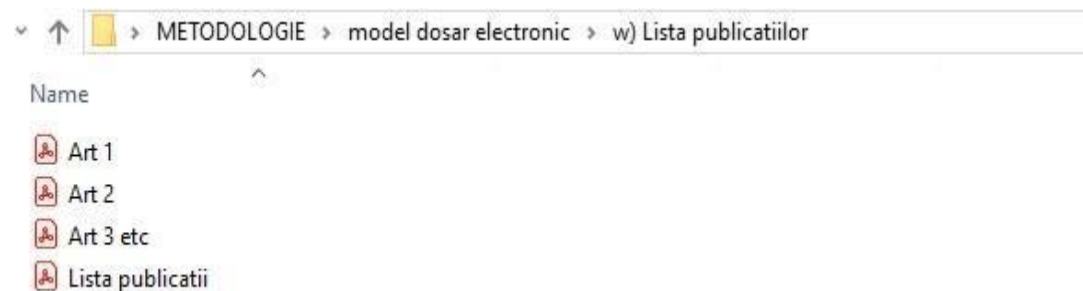 METODOLOGIE > model dosar electronic > w) Lista publicatiilor
Name
Art 1
Art 2
Art 3 etc
Lista publicatii